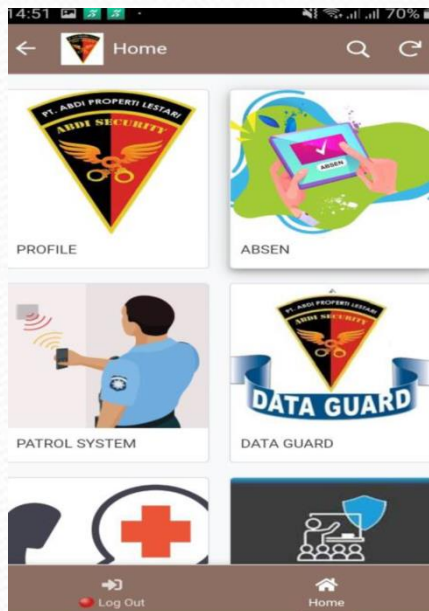 14:51
70%
Home
PT. ABDI PROPERTI LESTARI
ABDI SECURITY
PROFILE
ABSEN
ABSEN
PATROL SYSTEM
PT. ABDI PROPERTI LESTARI
ABDI SECURITY
DATA GUARD
DATA GUARD
Log Out
Home